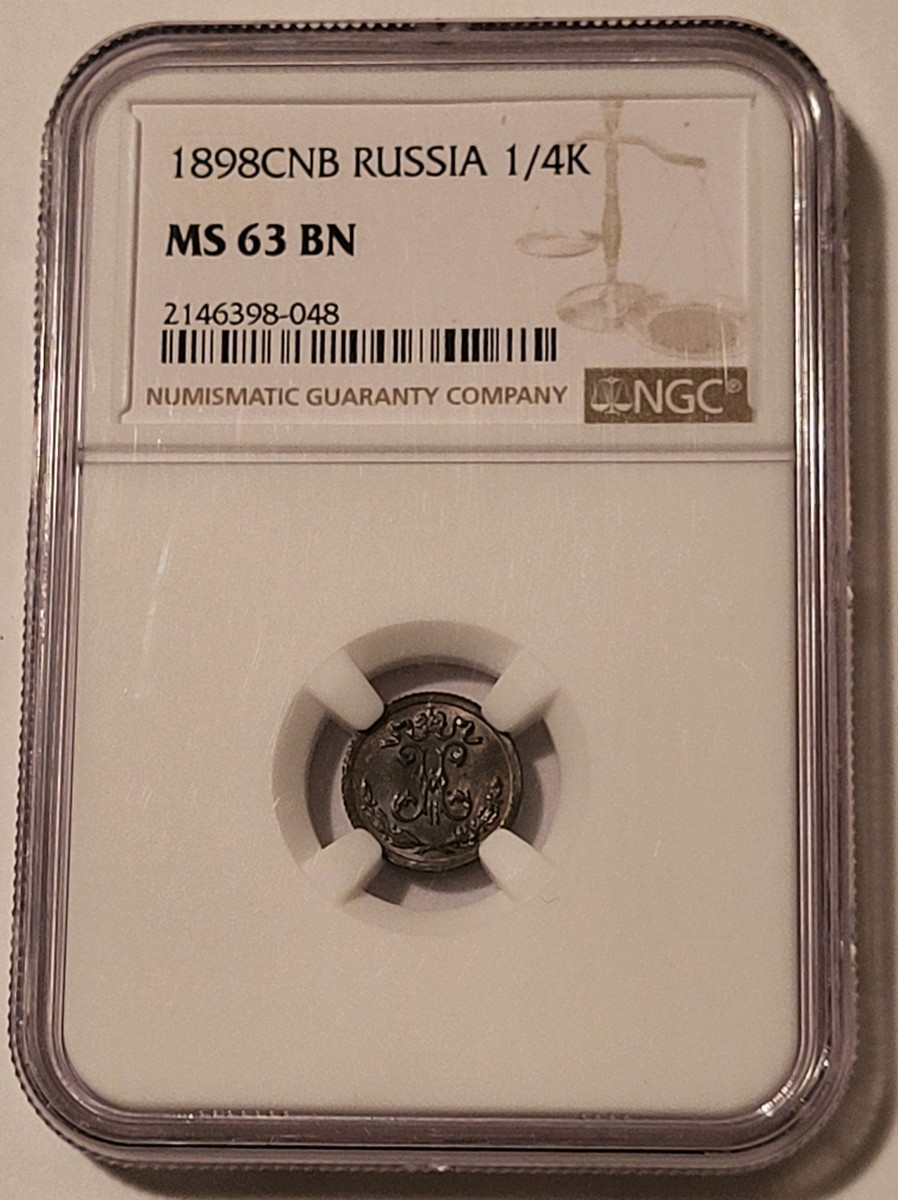 1898CNB RUSSIA 1/4K
MS 63 BN
2146398-048
NUMISMATIC GUARANTY COMPANY NGC®